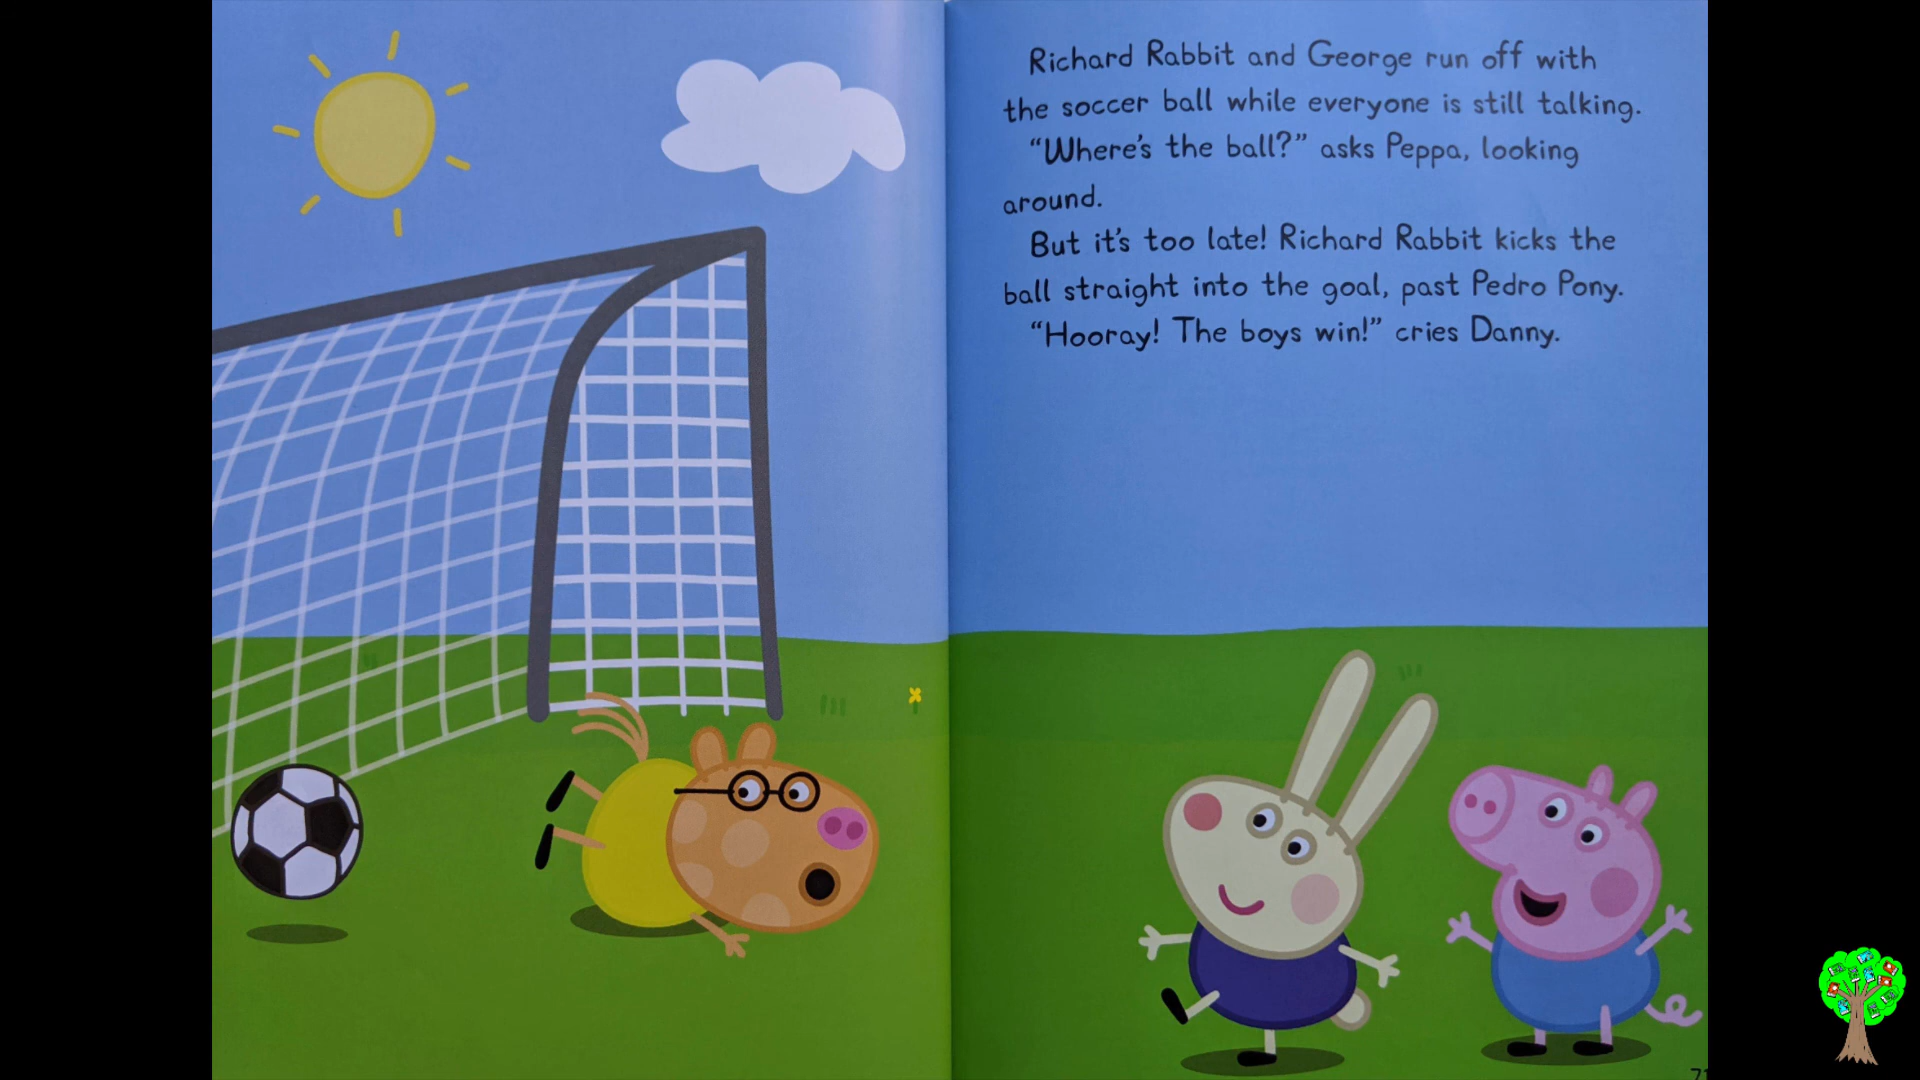 Richard Rabbit and George run off with
the soccer ball while everyone is still talking.
“Where’s the ball?” asks Peppa, looking
around.
But it’s too late! Richard Rabbit kicks the
ball straight into the goal, past Pedro Pony.
“Hooray! The boys win!” cries Danny.
71